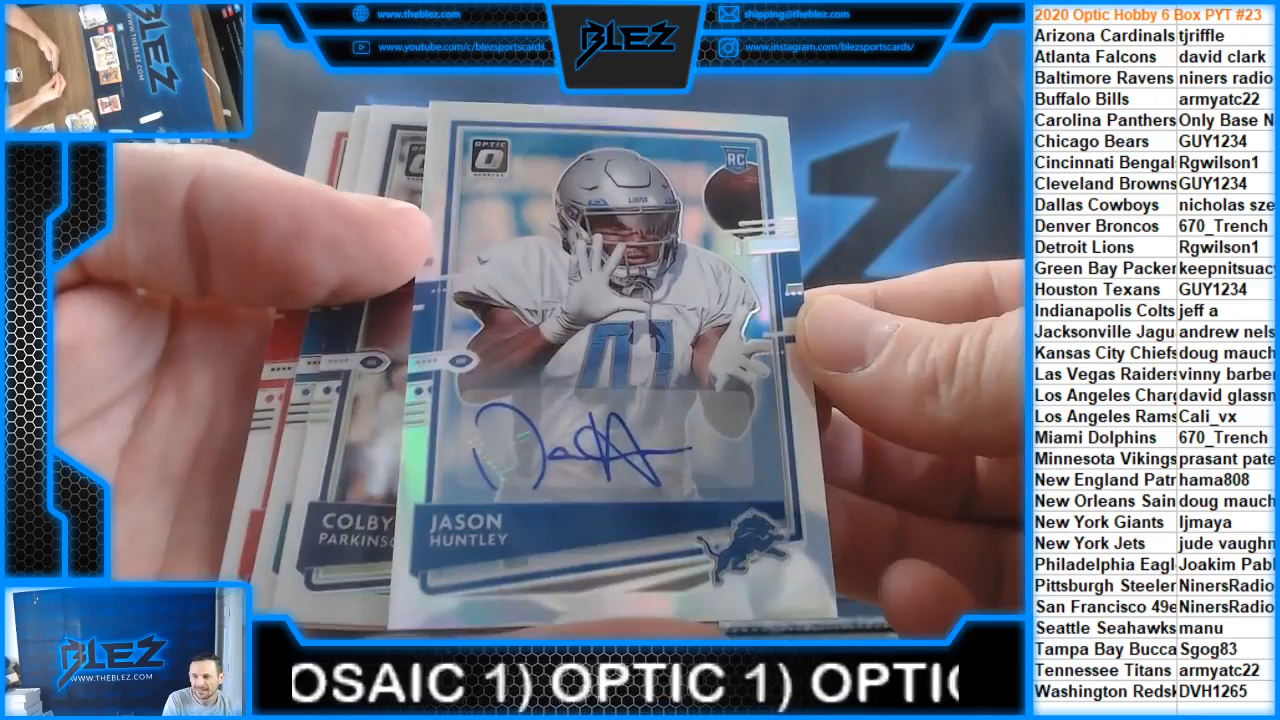 www.theblez.com
www.youtube.com/c/blezsportscards
BLEZ
shipping@theblez.com
www.instagram.com/blezsportscards/
2020 Optic Hobby 6 Box PYT #23
Arizona Cardinals tjriffle
Atlanta Falcons david clark
Baltimore Ravens niners radio
Buffalo Bills armyatc22
Carolina Panthers Only Base N
Chicago Bears GUY1234
Cincinnati Bengal Rgwilson1
Cleveland Browns GUY1234
Dallas Cowboys nicholas sze
Denver Broncos 670_Trench
Detroit Lions Rgwilson1
Green Bay Packer keepnitsuac
Houston Texans GUY1234
Indianapolis Colts jeff a
Jacksonville Jagu andrew nels
Kansas City Chiefs doug mauch
Las Vegas Raiders vinny barber
Los Angeles Charg david glassn
Los Angeles Rams Cali_vx
Miami Dolphins 670_Trench
Minnesota Vikings prasant pate
New England Patr hama808
New Orleans Sain doug mauch
New York Giants ljmaya
New York Jets jude vaughn
Philadelphia Eagl Joakim Pabl
Pittsburgh Steeler NinersRadio
San Francisco 49e NinersRadio
Seattle Seahawks manu
Tampa Bay Bucca Sgog83
Tennessee Titans armyatc22
Washington Redsk DVH1265
OPTIC
RC
LIONS
41
JASON
HUNTLEY
COLBY
PARKINSO
BLEZ
WWW.THEBLEZ.COM
BLEZ
WWW.THEBLEZ.COM
OSAIC 1) OPTIC 1) OPTIC